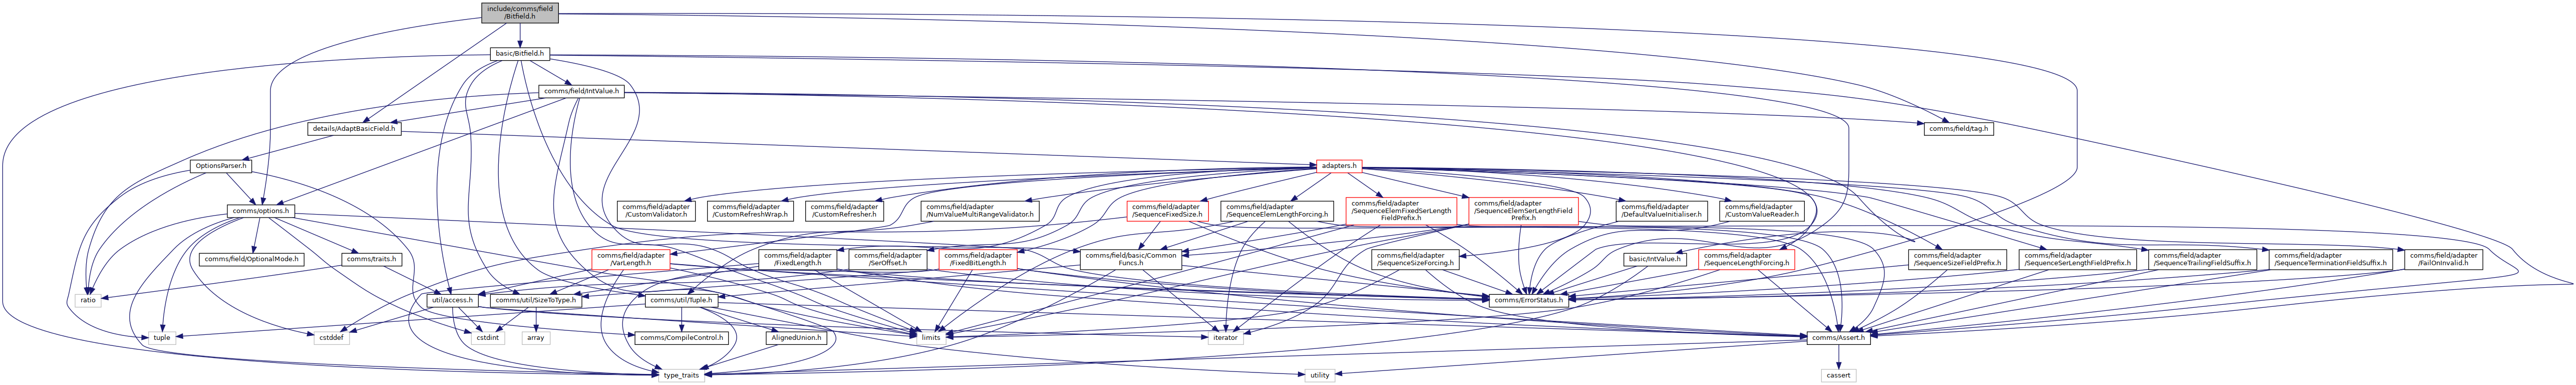 include/comms/field
/Bitfield.h
basic/Bitfield.h
comms/field/IntValue.h
details/AdaptBasicField.h
comms/field/tag.h
OptionsParser.h
adapters.h
comms/options.h
comms/field/adapter
/CustomValidator.h
comms/field/adapter
/CustomRefreshWrap.h
comms/field/adapter
/CustomRefresher.h
comms/field/adapter
/NumValueMultiRangeValidator.h
comms/field/adapter
/SequenceFixedSize.h
comms/field/adapter
/SequenceElemLengthForcing.h
comms/field/adapter
/SequenceElemFixedSerLength
FieldPrefix.h
comms/field/adapter
/SequenceElemSerLengthField
Prefix.h
comms/field/adapter
/DefaultValueInitialiser.h
comms/field/adapter
/CustomValueReader.h
comms/field/OptionalMode.h
comms/traits.h
comms/field/adapter
/VarLength.h
comms/field/adapter
/FixedLength.h
comms/field/adapter
/SerOffset.h
comms/field/adapter
/FixedBitLength.h
comms/field/basic/Common
Funcs.h
comms/field/adapter
/SequenceSizeForcing.h
basic/IntValue.h
comms/field/adapter
/SequenceLengthForcing.h
comms/field/adapter
/SequenceSizeFieldPrefix.h
comms/field/adapter
/SequenceSerLengthFieldPrefix.h
comms/field/adapter
/SequenceTrailingFieldSuffix.h
comms/field/adapter
/SequenceTerminationFieldSuffix.h
comms/field/adapter
/FailOnInvalid.h
ratio
util/access.h
comms/util/SizeToType.h
comms/util/Tuple.h
comms/ErrorStatus.h
tuple
cstddef
cstdint
array
comms/CompileControl.h
AlignedUnion.h
limits
iterator
comms/Assert.h
type_traits
utility
cassert